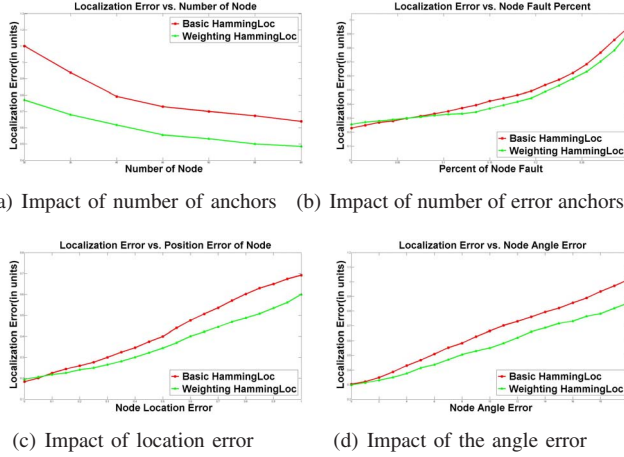 Localization Error vs. Number of Node
Localization Error(in units)
Basic HammingLoc
Weighting HammingLoc
Number of Node
Localization Error vs. Node Fault Percent
Localization Error(in units)
Basic HammingLoc
Weighting HammingLoc
Percent of Node Fault
) Impact of number of anchors
(b) Impact of number of error anchors
Localization Error vs. Position Error of Node
Localization Error(in units)
Basic HammingLoc
Weighting HammingLoc
Node Location Error
Localization Error vs. Node Angle Error
Localization Error(in units)
Basic HammingLoc
Weighting HammingLoc
Node Angle Error
(c) Impact of location error
(d) Impact of the angle error